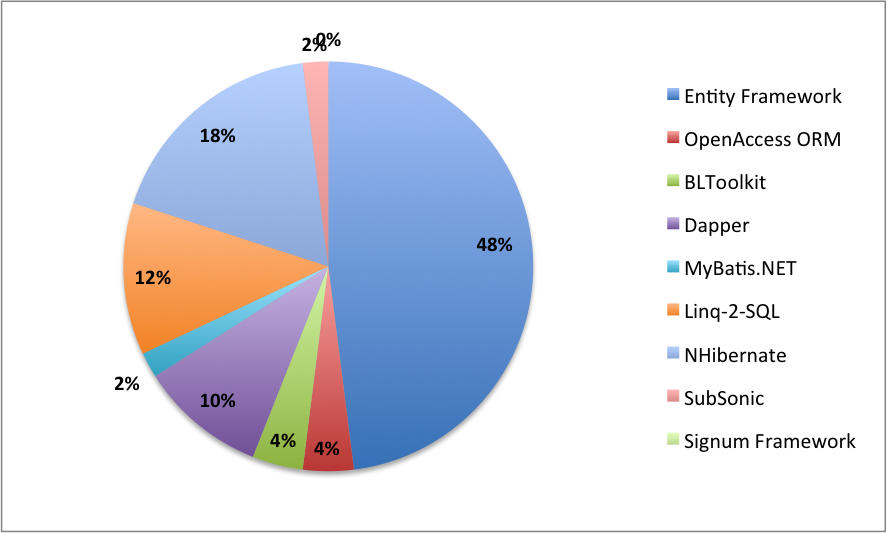 2%
0%
18%
48%
12%
2%
10%
4%
4%
Entity Framework
OpenAccess ORM
BLToolkit
Dapper
MyBatis.NET
Linq-2-SQL
NHibernate
SubSonic
Signum Framework